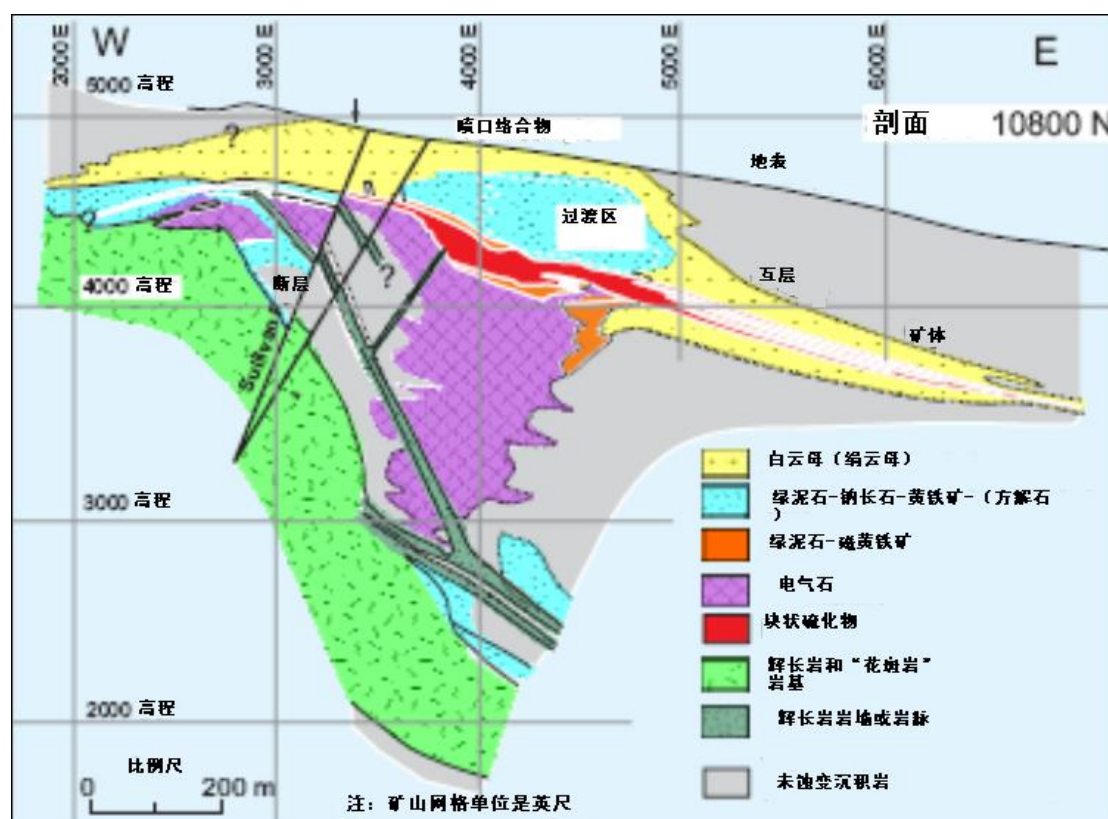 W
E
2000 E
3000 E
4000 E
5000 E
6000 E
5000 高程
喷口络合物
剖面 10800 N
?
地表
过渡区
?
断层
?
4000 高程
互层
Sullivan
矿体
白云母（绢云母）
绿泥石-钠长石-黄铁矿-（方解石
）
3000 高程
绿泥石-磁黄铁矿
电气石
块状硫化物
辉长岩和“花斑岩”
岩基
2000 高程
辉长岩岩墙或岩脉
比例尺
0 200 m
未蚀变沉积岩
注：矿山网格单位是英尺